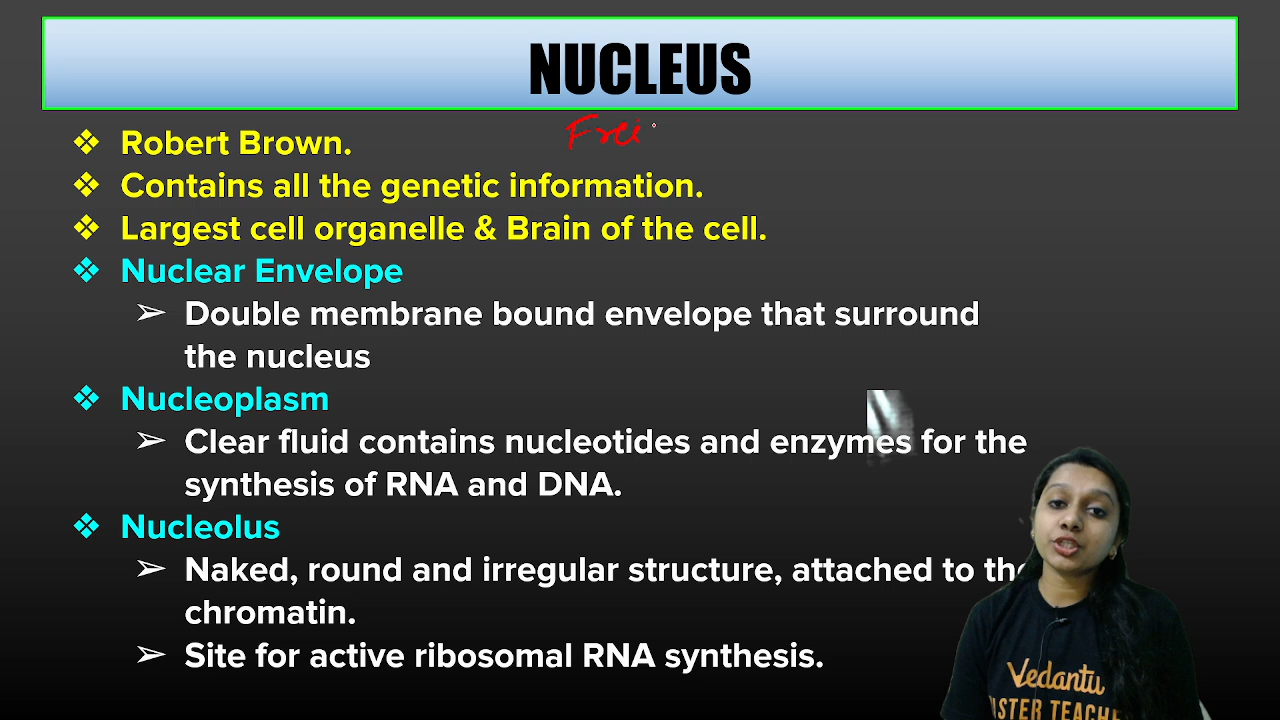 NUCLEUS
Frei
❖ Robert Brown.
❖ Contains all the genetic information.
❖ Largest cell organelle & Brain of the cell.
❖ Nuclear Envelope
➢ Double membrane bound envelope that surround
the nucleus
❖ Nucleoplasm
➢ Clear fluid contains nucleotides and enzymes for the
synthesis of RNA and DNA.
❖ Nucleolus
➢ Naked, round and irregular structure, attached to the
chromatin.
➢ Site for active ribosomal RNA synthesis.
Vedantu